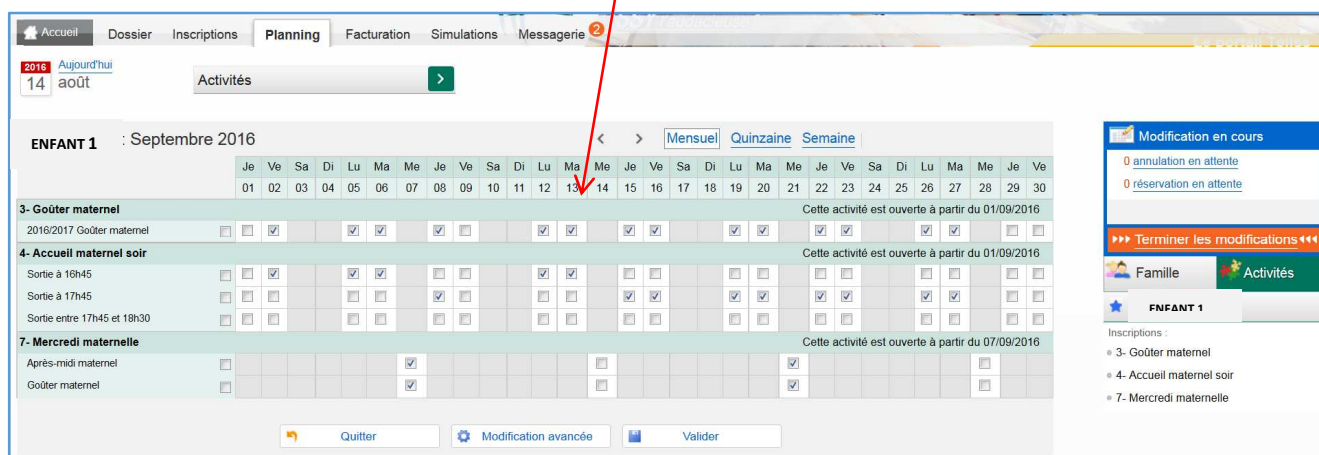 Accueil Dossier Inscriptions Planning Facturation Simulations Messagerie 2
2016 Aujourd'hui
14 août
Activités
ENFANT 1 : Septembre 2016 < > Mensuel Quinzaine Semaine
Je Ve Sa Di Lu Ma Me Je Ve Sa Di Lu Ma Me Je Ve Sa Di Lu Ma Me Je Ve Sa Di Lu Ma Me Je Ve
01 02 03 04 05 06 07 08 09 10 11 12 13 14 15 16 17 18 19 20 21 22 23 24 25 26 27 28 29 30
3- Goûter maternel Cette activité est ouverte à partir du 01/09/2016
2016/2017 Goûter maternel
4- Accueil maternel soir Cette activité est ouverte à partir du 01/09/2016
Sortie à 16h45
Sortie à 17h45
Sortie entre 17h45 et 18h30
7- Mercredi maternelle Cette activité est ouverte à partir du 07/09/2016
Après-midi maternel
Goûter maternel
Quitter Modification avancée Valider
Modification en cours
0 annulation en attente
0 réservation en attente
Terminer les modifications
Famille Activités
ENFANT 1
Inscriptions :
3- Goûter maternel
4- Accueil maternel soir
7- Mercredi maternelle